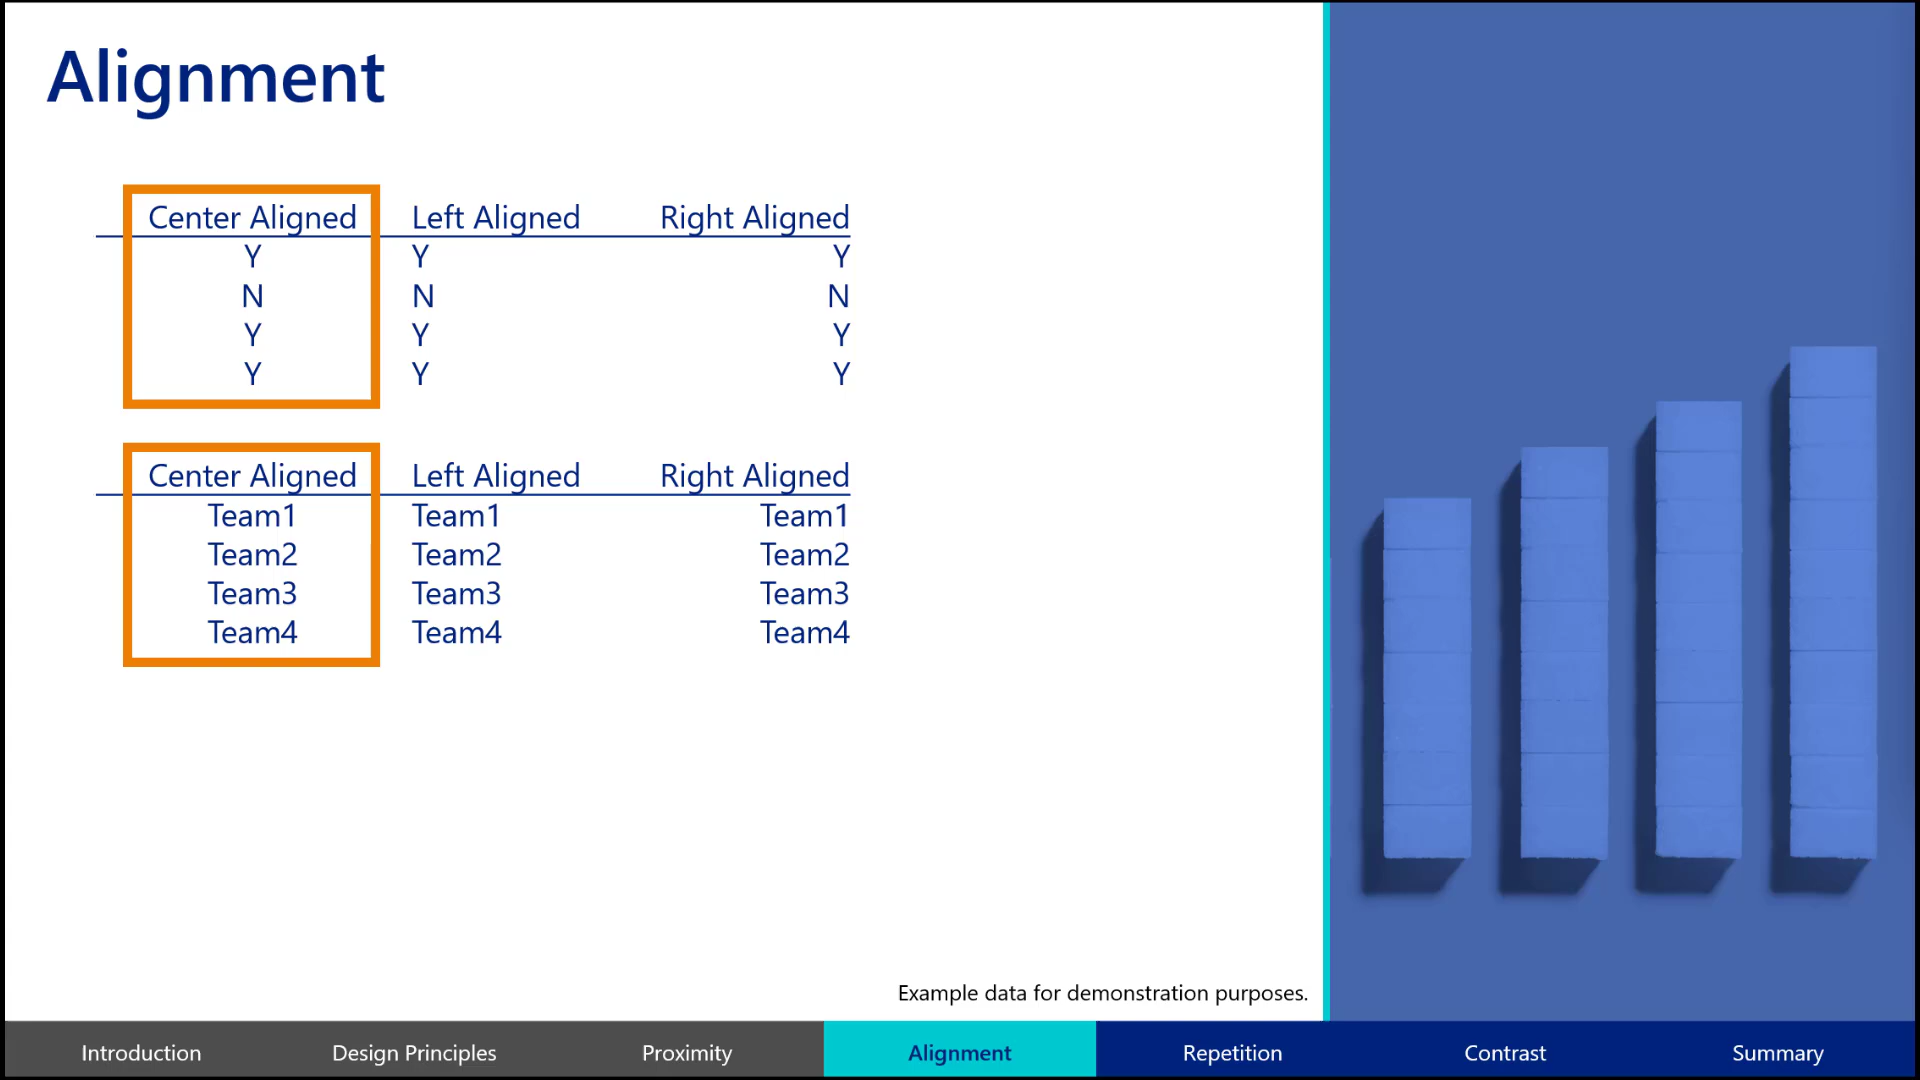 Alignment
Center Aligned Left Aligned Right Aligned
Y Y Y
N N N
Y Y Y
Y Y Y
Center Aligned Left Aligned Right Aligned
Team1 Team1 Team1
Team2 Team2 Team2
Team3 Team3 Team3
Team4 Team4 Team4
Example data for demonstration purposes.
Introduction Design Principles Proximity Alignment Repetition Contrast Summary